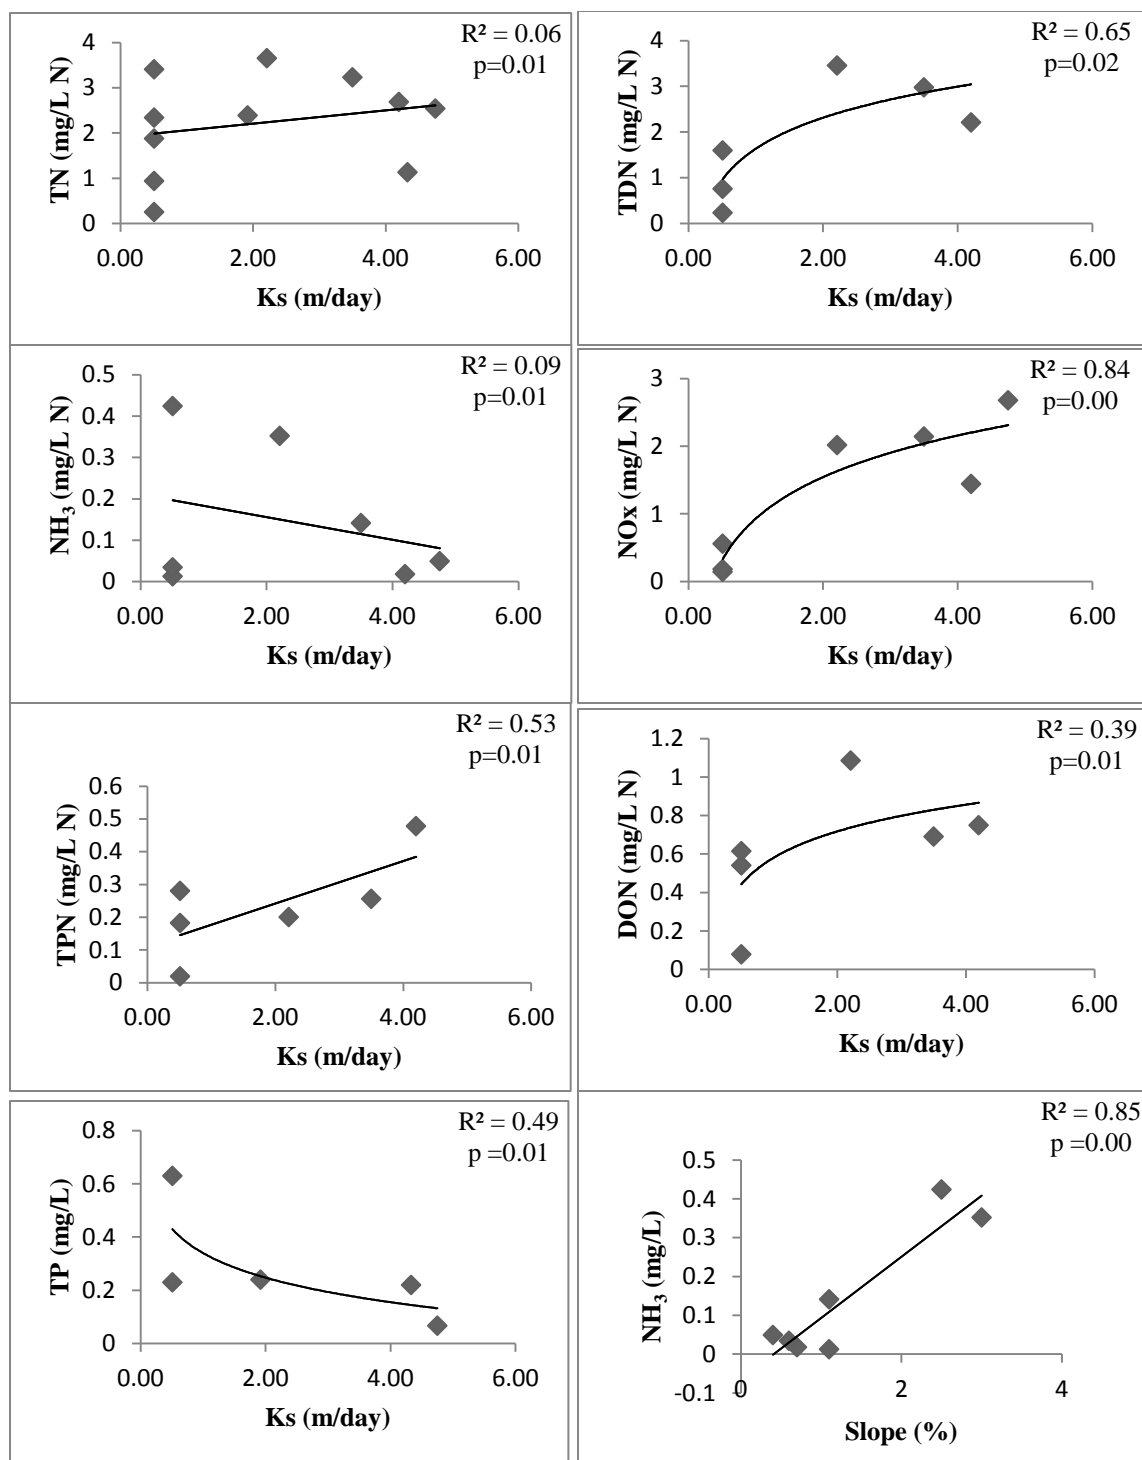 R² = 0.06
p=0.01
4
3
2
1
0
TN (mg/L N)
0.00 2.00 4.00 6.00
Ks (m/day)
R² = 0.65
p=0.02
4
3
2
1
0
TDN (mg/L N)
0.00 2.00 4.00 6.00
Ks (m/day)
R² = 0.09
p=0.01
0.5
0.4
0.3
0.2
0.1
0
NH₃ (mg/L N)
0.00 2.00 4.00 6.00
Ks (m/day)
R² = 0.84
p=0.00
3
2
1
0
NOx (mg/L N)
0.00 2.00 4.00 6.00
Ks (m/day)
R² = 0.53
p=0.01
0.6
0.5
0.4
0.3
0.2
0.1
0
TPN (mg/L N)
0.00 2.00 4.00 6.00
Ks (m/day)
R² = 0.39
p=0.01
1.2
1
0.8
0.6
0.4
0.2
0
DON (mg/L N)
0.00 2.00 4.00 6.00
Ks (m/day)
R² = 0.49
p =0.01
0.8
0.6
0.4
0.2
0
TP (mg/L)
0.00 2.00 4.00 6.00
Ks (m/day)
R² = 0.85
p =0.00
0.5
0.4
0.3
0.2
0.1
0
-0.1
NH₃ (mg/L)
0 2 4
Slope (%)